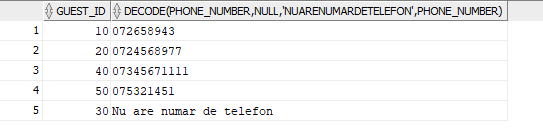 GUEST_ID DECODE(PHONE_NUMBER,NULL,'NUARENUMARDETELEFON',PHONE_NUMBER)
1 10 072658943
2 20 0724568977
3 40 07345671111
4 50 075321451
5 30 Nu are numar de telefon